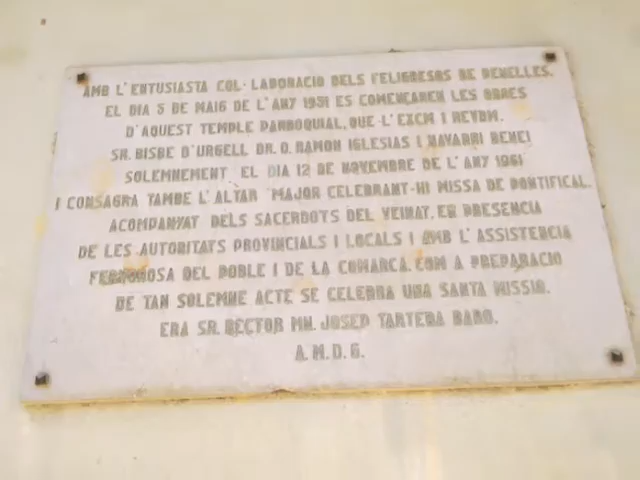 AMB L'ENTUSIASTA COL·LABORACIO DELS FELIGRESOS DE PENELLES.
EL DIA 3 DE MAIG DE L'ANY 1951 ES COMENÇAREN LES OBRES
D'AQUEST TEMPLE PARROQUIAL, QUE L'EXCM I REVDM.
SR. BISBE D'URGELL DR. D. RAMON IGLESIAS I NAVARRI BENEI
SOLEMNEMENT EL DIA 12 DE NOVEMBRE DE L'ANY 1961
I CONSAGRA TAMBE L'ALTAR MAJOR CELEBRANT-HI MISSA DE PONTIFICAL.
ACOMPANYAT DELS SACERDOTS DEL VEINAT, EN PRESENCIA
DE LES AUTORITATS PROVINCIALS I LOCALS I AMB L'ASSISTENCIA
FERVOROSA DEL POBLE I DE LA COMARCA. COM A PREPARACIO
DE TAN SOLEMNE ACTE SE CELEBRA UNA SANTA MISSIO.
ERA SR. RECTOR MN. JOSEP TARTERA BARO.
A.M.D.G.